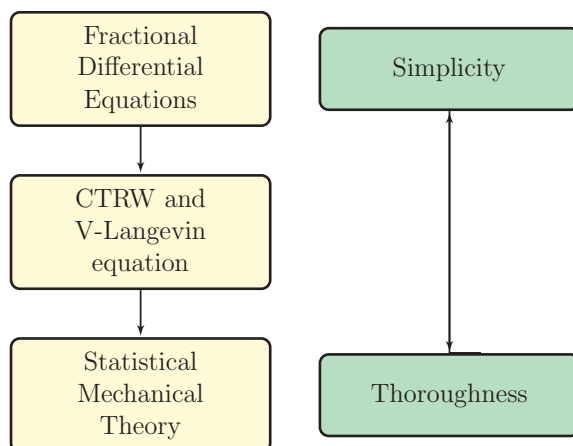 Fractional
Differential
Equations
Simplicity
CTRW and
V-Langevin
equation
Statistical
Mechanical
Theory
Thoroughness